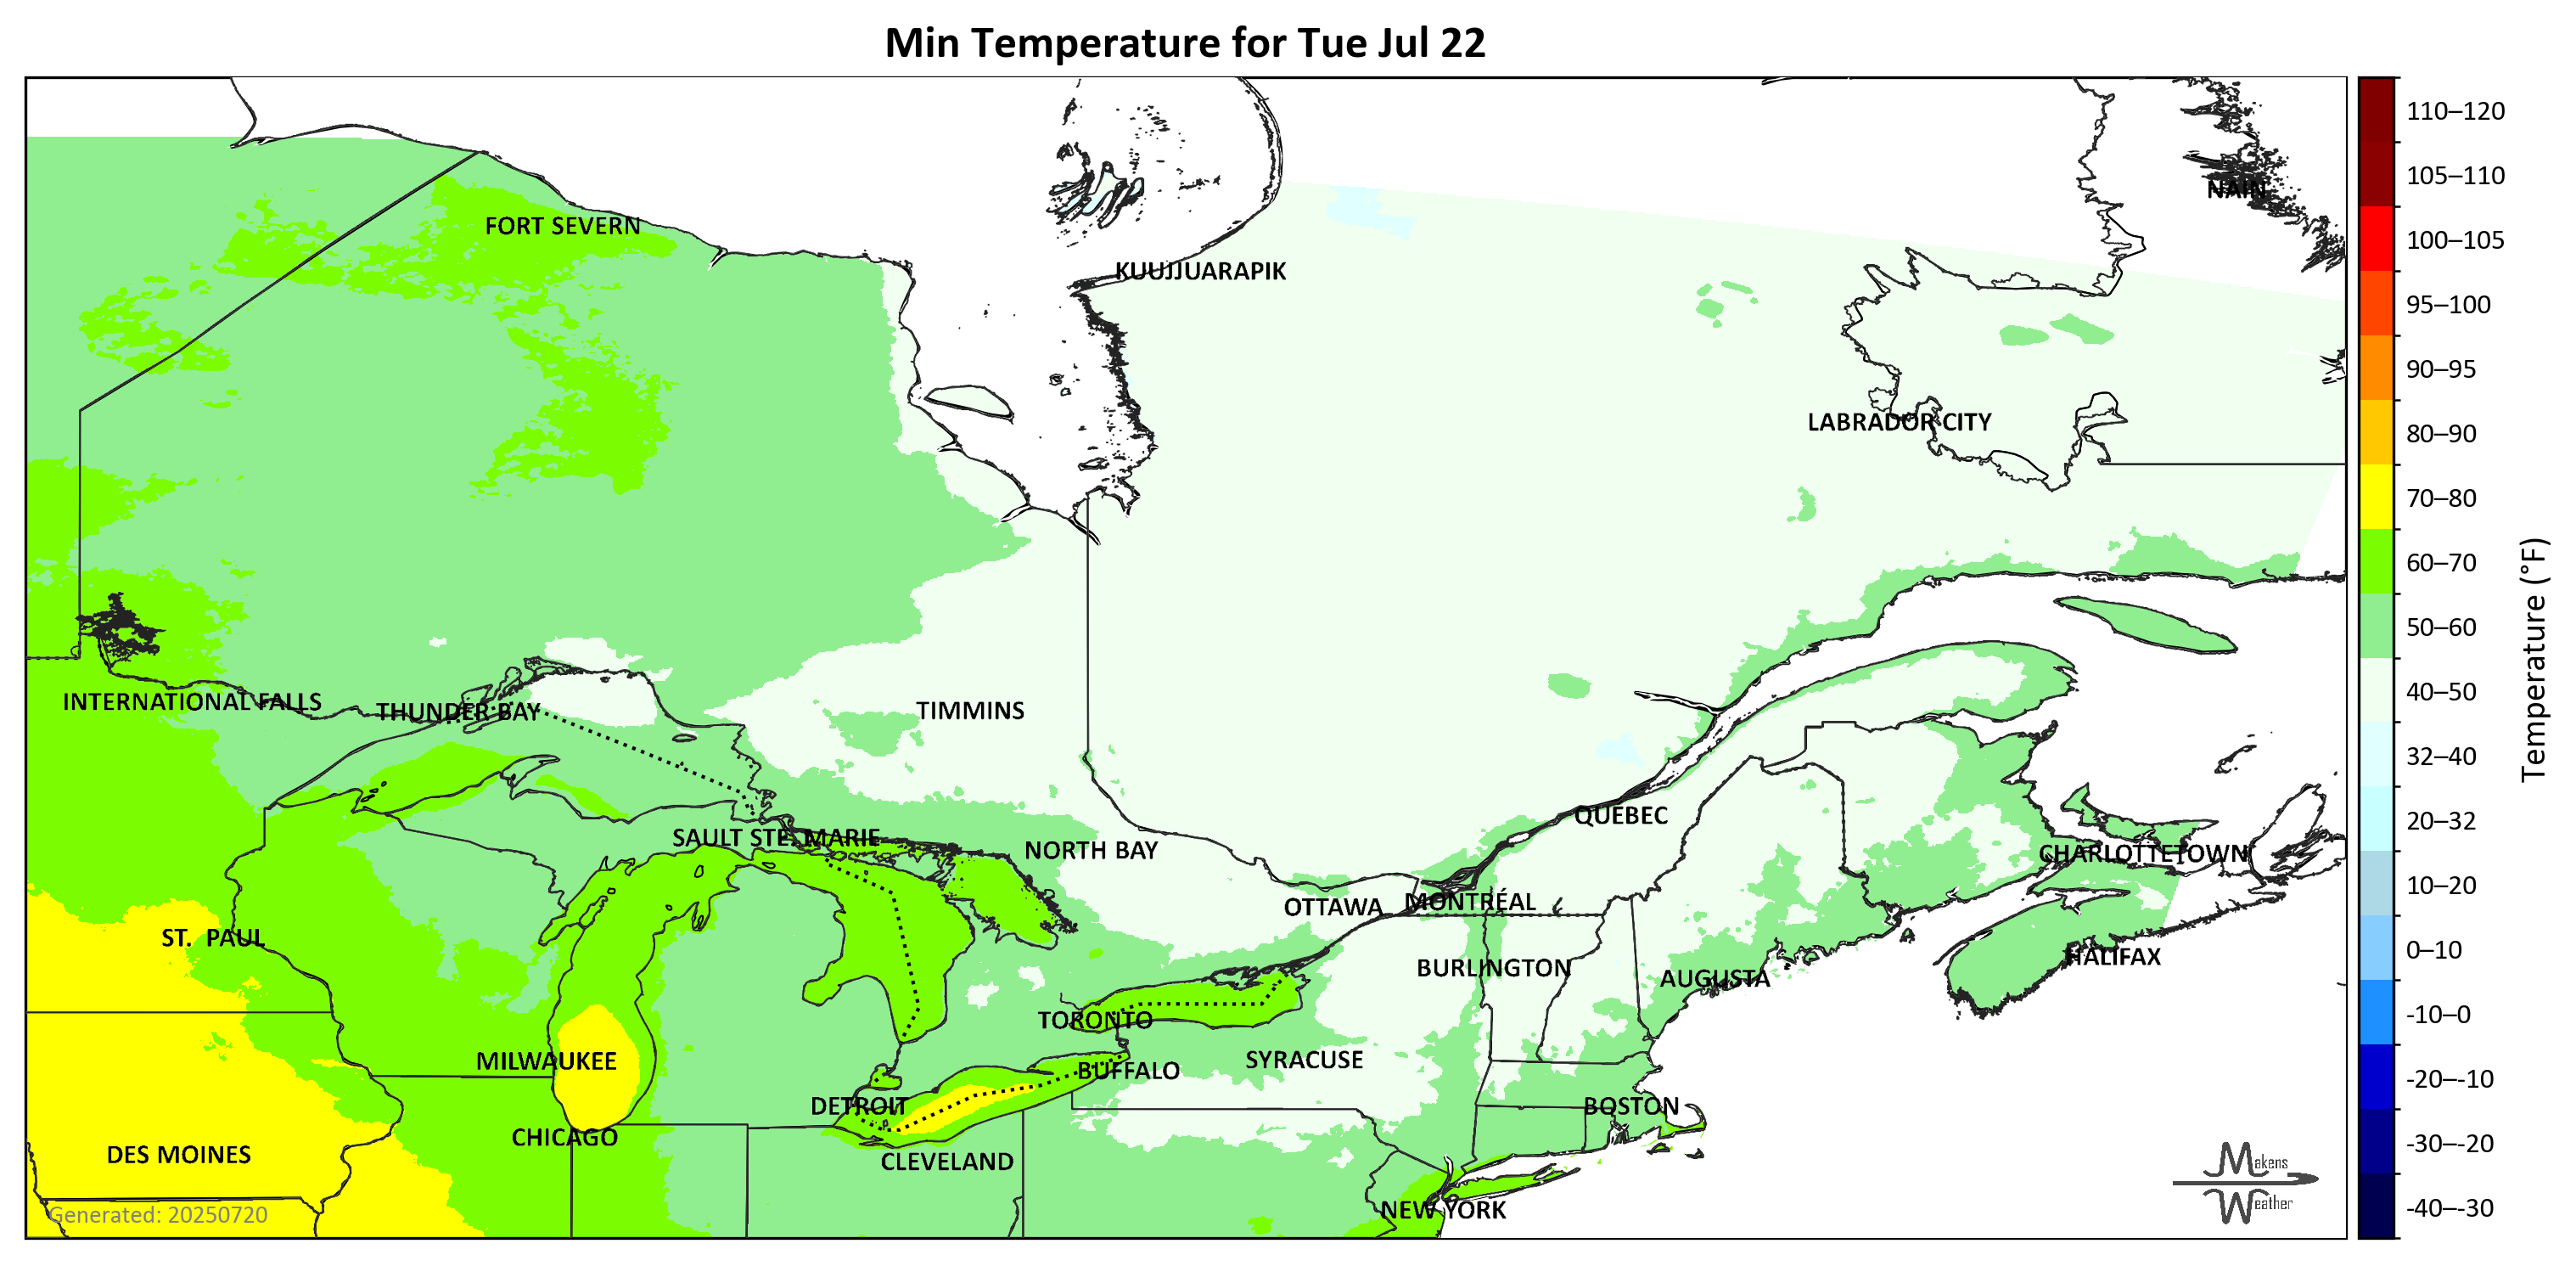 Min Temperature for Tue Jul 22
NAIN
FORT SEVERN
KUUJJUARAPIK
LABRADOR CITY
INTERNATIONAL FALLS
THUNDER BAY
TIMMINS
QUEBEC
SAULT STE. MARIE
NORTH BAY
CHARLOTTETOWN
OTTAWA
MONTRÉAL
ST. PAUL
HALIFAX
BURLINGTON
AUGUSTA
TORONTO
MILWAUKEE
SYRACUSE
BUFFALO
DETROIT
BOSTON
CHICAGO
DES MOINES
CLEVELAND
NEW YORK
Generated: 20250720
Makens
Weather
110–120
105–110
100–105
95–100
90–95
80–90
70–80
60–70
50–60
40–50
32–40
20–32
10–20
0–10
-10–0
-20–-10
-30–-20
-40–-30
Temperature (°F)